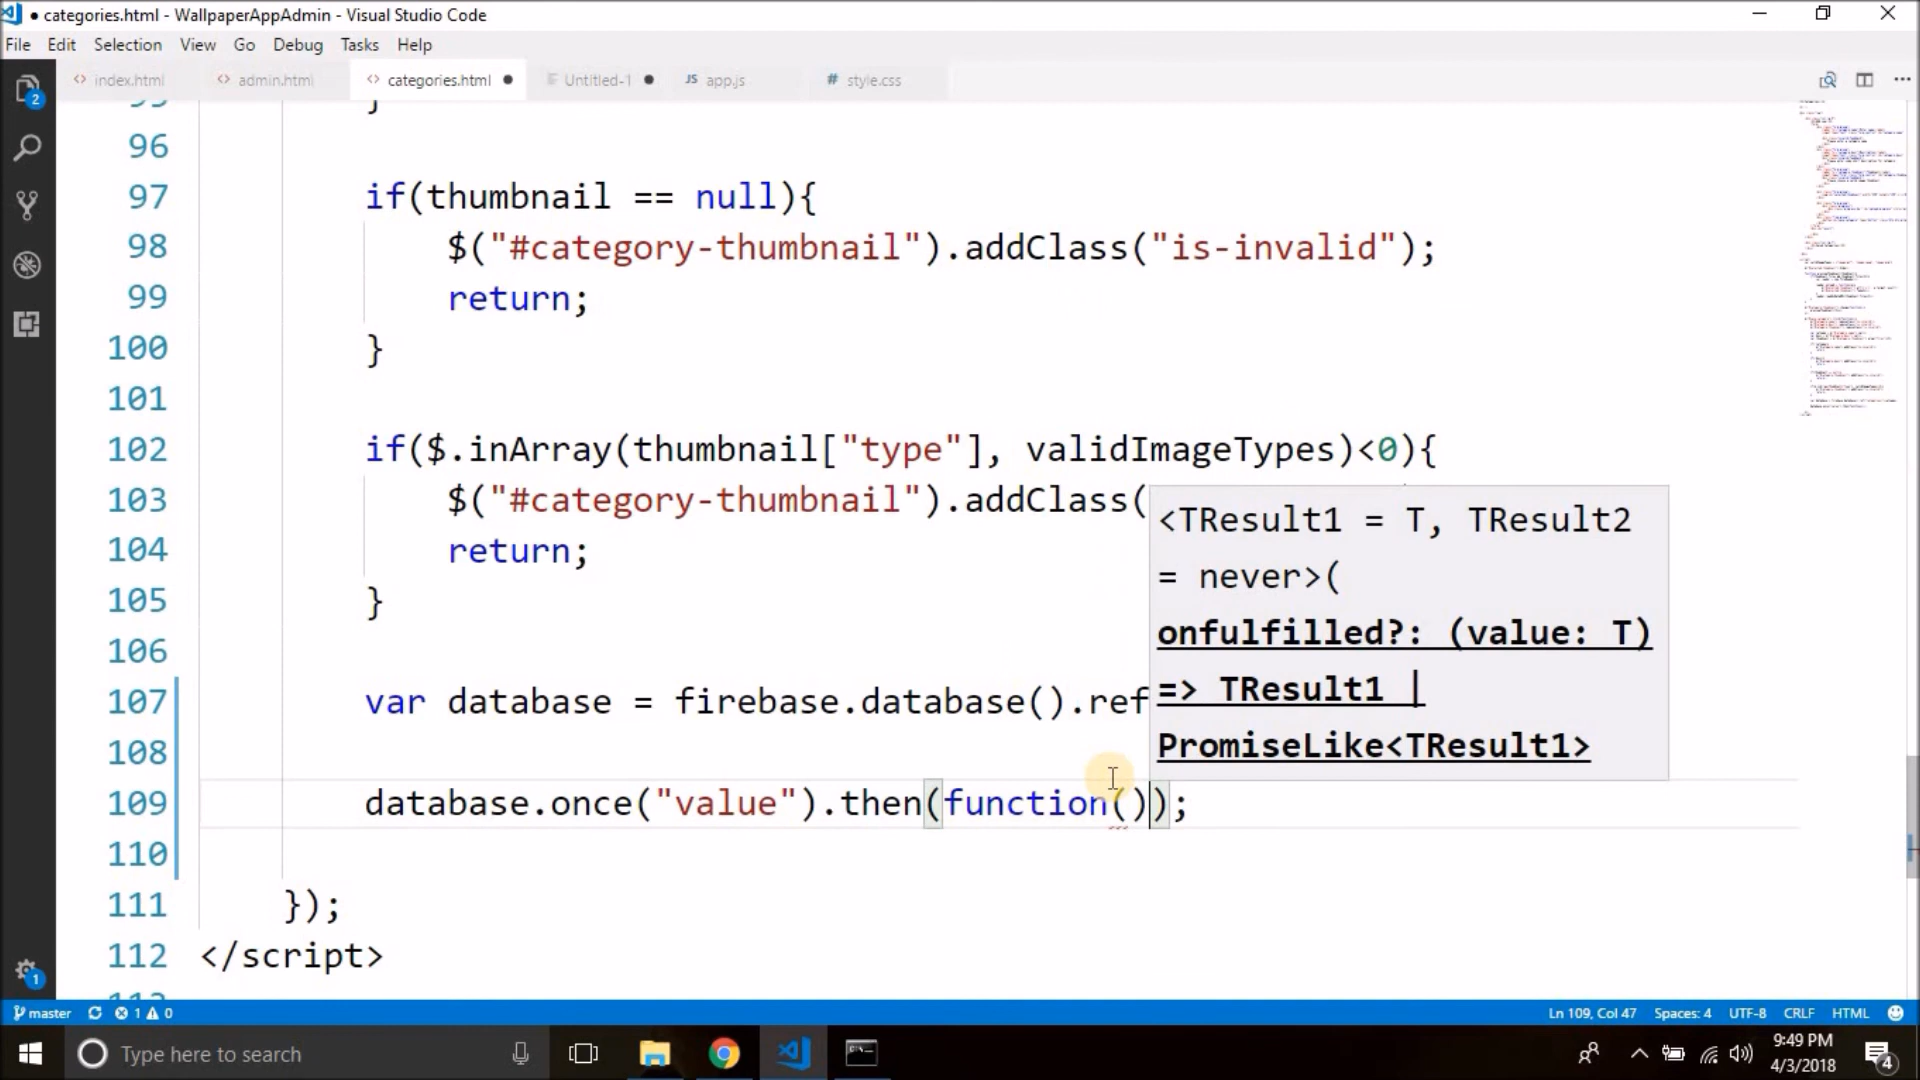 categories.html - WallpaperAppAdmin - Visual Studio Code
File Edit Selection View Go Debug Tasks Help
index.html admin.html categories.html Untitled-1 JS app.js # style.css
2
95 }
96
97 if(thumbnail == null){
98 $("#category-thumbnail").addClass("is-invalid");
99 return;
100 }
101
102 if($.inArray(thumbnail["type"], validImageTypes)<0){
103 $("#category-thumbnail").addClass(
104 return;
105 }
106
107 var database = firebase.database().ref
108
109 database.once("value").then(function());
110
111 });
112 </script>
<TResult1 = T, TResult2
= never>(
onfulfilled?: (value: T)
=> TResult1 |
PromiseLike<TResult1>
1
master 1 0 Ln 109, Col 47 Spaces: 4 UTF-8 CRLF HTML
Type here to search
9:49 PM
4/3/2018
4